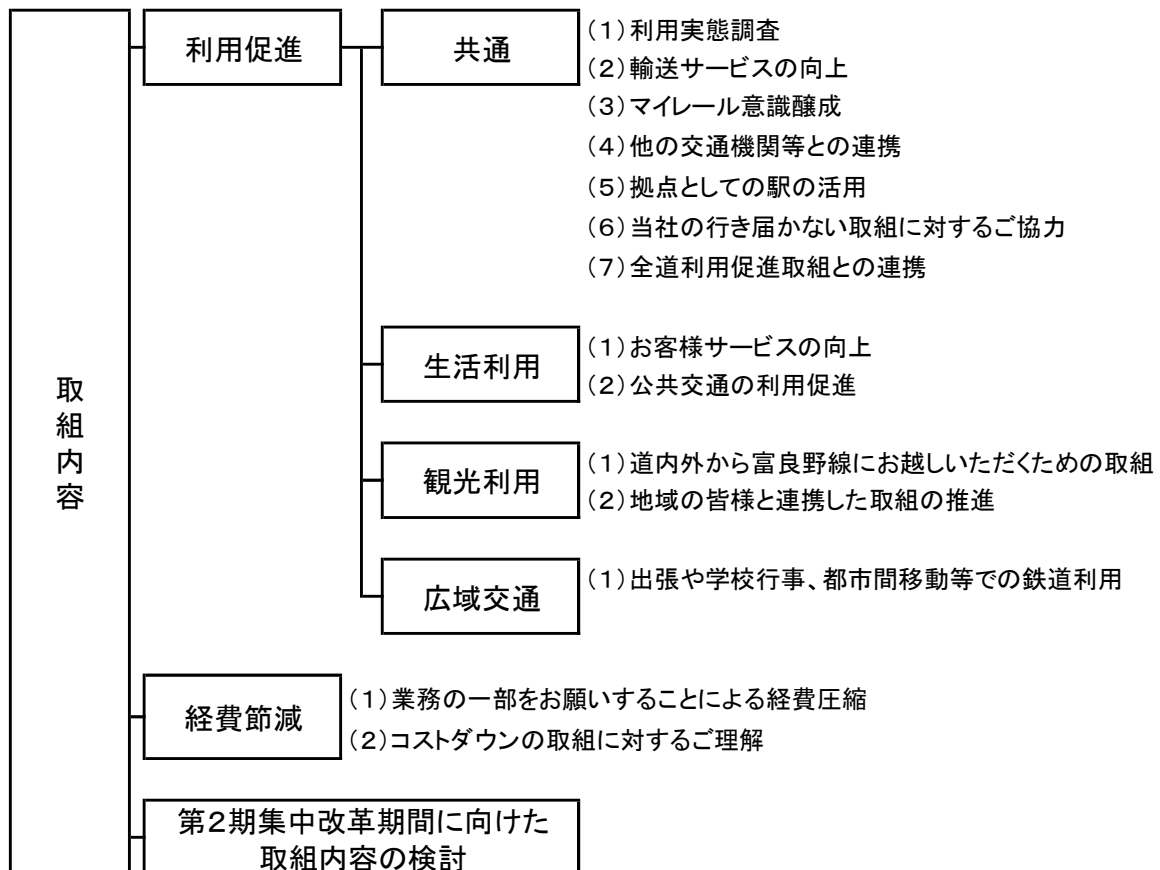 取組内容
利用促進
共通
（１）利用実態調査
（２）輸送サービスの向上
（３）マイレール意識醸成
（４）他の交通機関等との連携
（５）拠点としての駅の活用
（６）当社の行き届かない取組に対するご協力
（７）全道利用促進取組との連携
生活利用
（１）お客様サービスの向上
（２）公共交通の利用促進
観光利用
（１）道内外から富良野線にお越しいただくための取組
（２）地域の皆様と連携した取組の推進
広域交通
（１）出張や学校行事、都市間移動等での鉄道利用
経費節減
（１）業務の一部をお願いすることによる経費圧縮
（２）コストダウンの取組に対するご理解
第２期集中改革期間に向けた
取組内容の検討